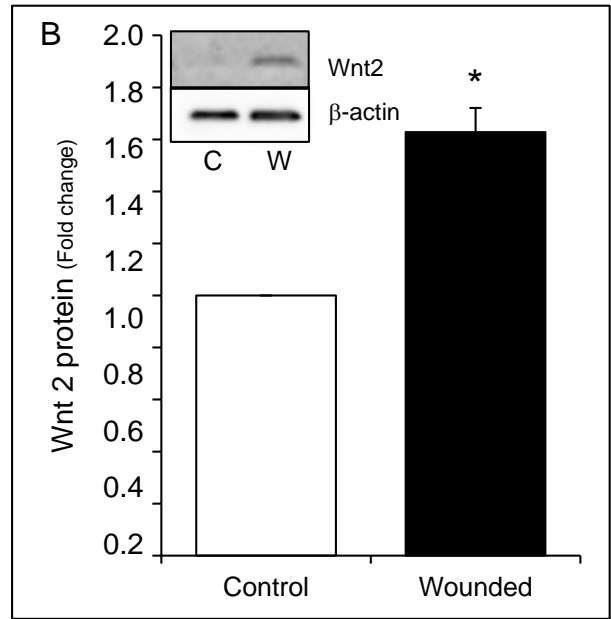 B
2.0
1.8
1.6
1.4
1.2
1.0
0.8
0.6
0.4
0.2
Wnt 2 protein (Fold change)
Wnt2
β-actin
C W
*
Control Wounded